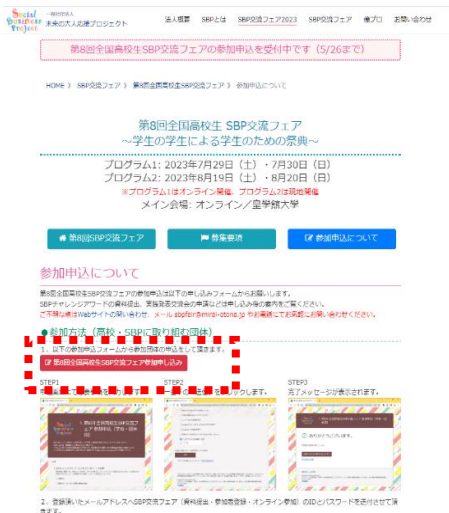 Social Business Project
一般社団法人
未来の大人応援プロジェクト
法人概要 SBPとは SBP交流フェア2023 SBP交流フェア 働プロ お問い合わせ
第8回全国高校生SBP交流フェアの参加申込を受付中です（5/26まで）
HOME 》 SBP交流フェア 》 第8回全国高校生SBP交流フェア 》 参加申込について
第8回全国高校生 SBP交流フェア
～学生の学生による学生のための祭典～
プログラム1: 2023年7月29日（土）・7月30日（日）
プログラム2: 2023年8月19日（土）・8月20日（日）
※プログラム1はオンライン開催、プログラム2は現地開催
メイン会場: オンライン／皇學館大学
第8回SBP交流フェア
募集要項
参加申込について
参加申込について
第8回全国高校生SBP交流フェアの参加申込は以下の申し込みフォームからお願いします。
SBPチャレンジアワードの資料提出、実践発表交流会の申請などは申し込み後の案内をご覧ください。
ご不明な点はWebサイトの問い合わせ、メール sbpfair@mirai-otona.jp やお電話にてお気軽にお問い合わせください。
●参加方法（高校・SBPに取り組む団体）
1．以下の参加申込フォームから参加団体の申込をして頂きます。
第8回全国高校生SBP交流フェア参加申し込み
STEP1
STEP2
クリックします。
STEP3
完了メッセージが表示されます。
2．登録頂いたメールアドレスへSBP交流フェア（資料提出・参加者登録・オンライン参加）のIDとパスワードを送付させて頂
きます。